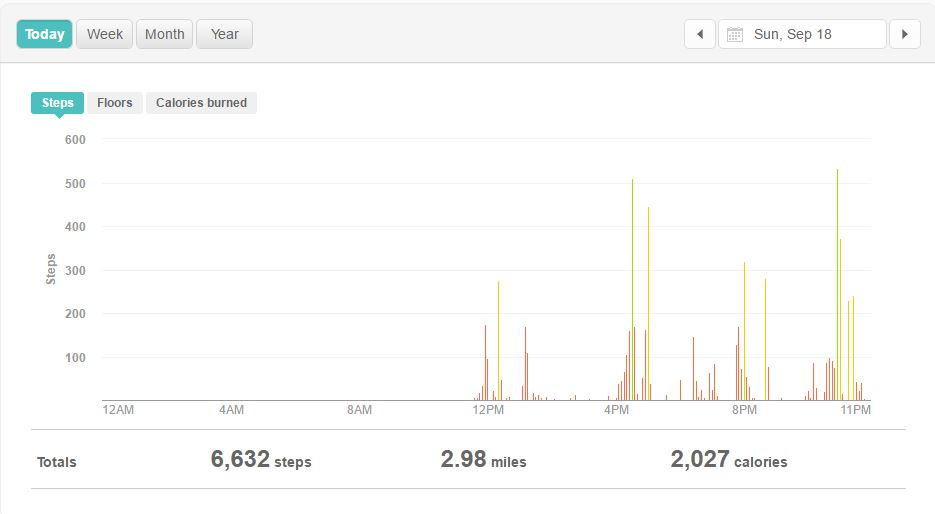 Today Week Month Year Sun, Sep 18
Steps Floors Calories burned
600
500
400
300
200
100
Steps
12AM 4AM 8AM 12PM 4PM 8PM 11PM
Totals 6,632 steps 2.98 miles 2,027 calories